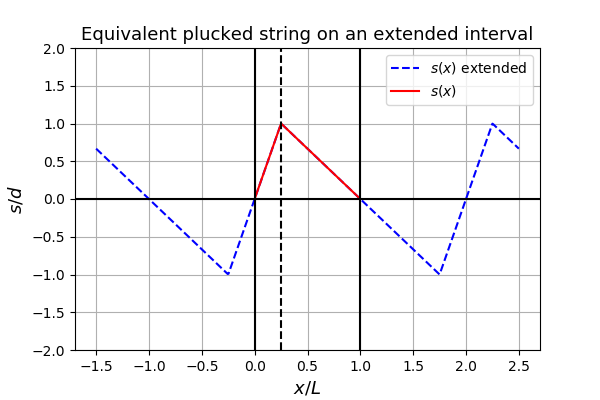 Equivalent plucked string on an extended interval
s(x) extended
s(x)
s/d
2.0
1.5
1.0
0.5
0.0
−0.5
−1.0
−1.5
−2.0
−1.5 −1.0 −0.5 0.0 0.5 1.0 1.5 2.0 2.5
x/L